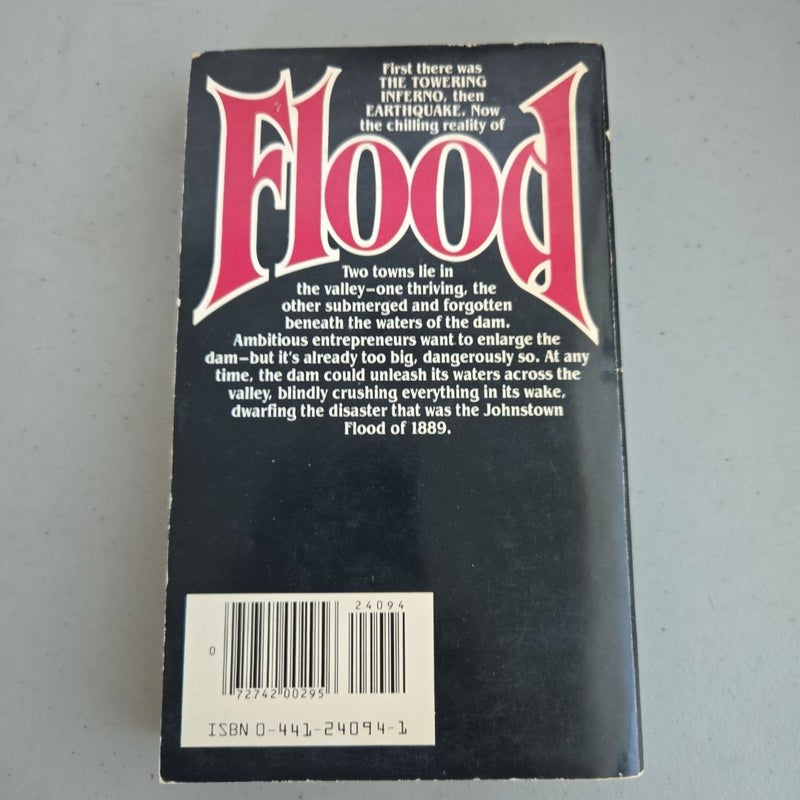 First there was
THE TOWERING
INFERNO, then
EARTHQUAKE. Now
the chilling reality of
Flood
Two towns lie in
the valley—one thriving, the
other submerged and forgotten
beneath the waters of the dam.
Ambitious entrepreneurs want to enlarge the
dam—but it's already too big, dangerously so. At any
time, the dam could unleash its waters across the
valley, blindly crushing everything in its wake,
dwarfing the disaster that was the Johnstown
Flood of 1889.
24094
0
72742 00295
ISBN 0-441-24094-1